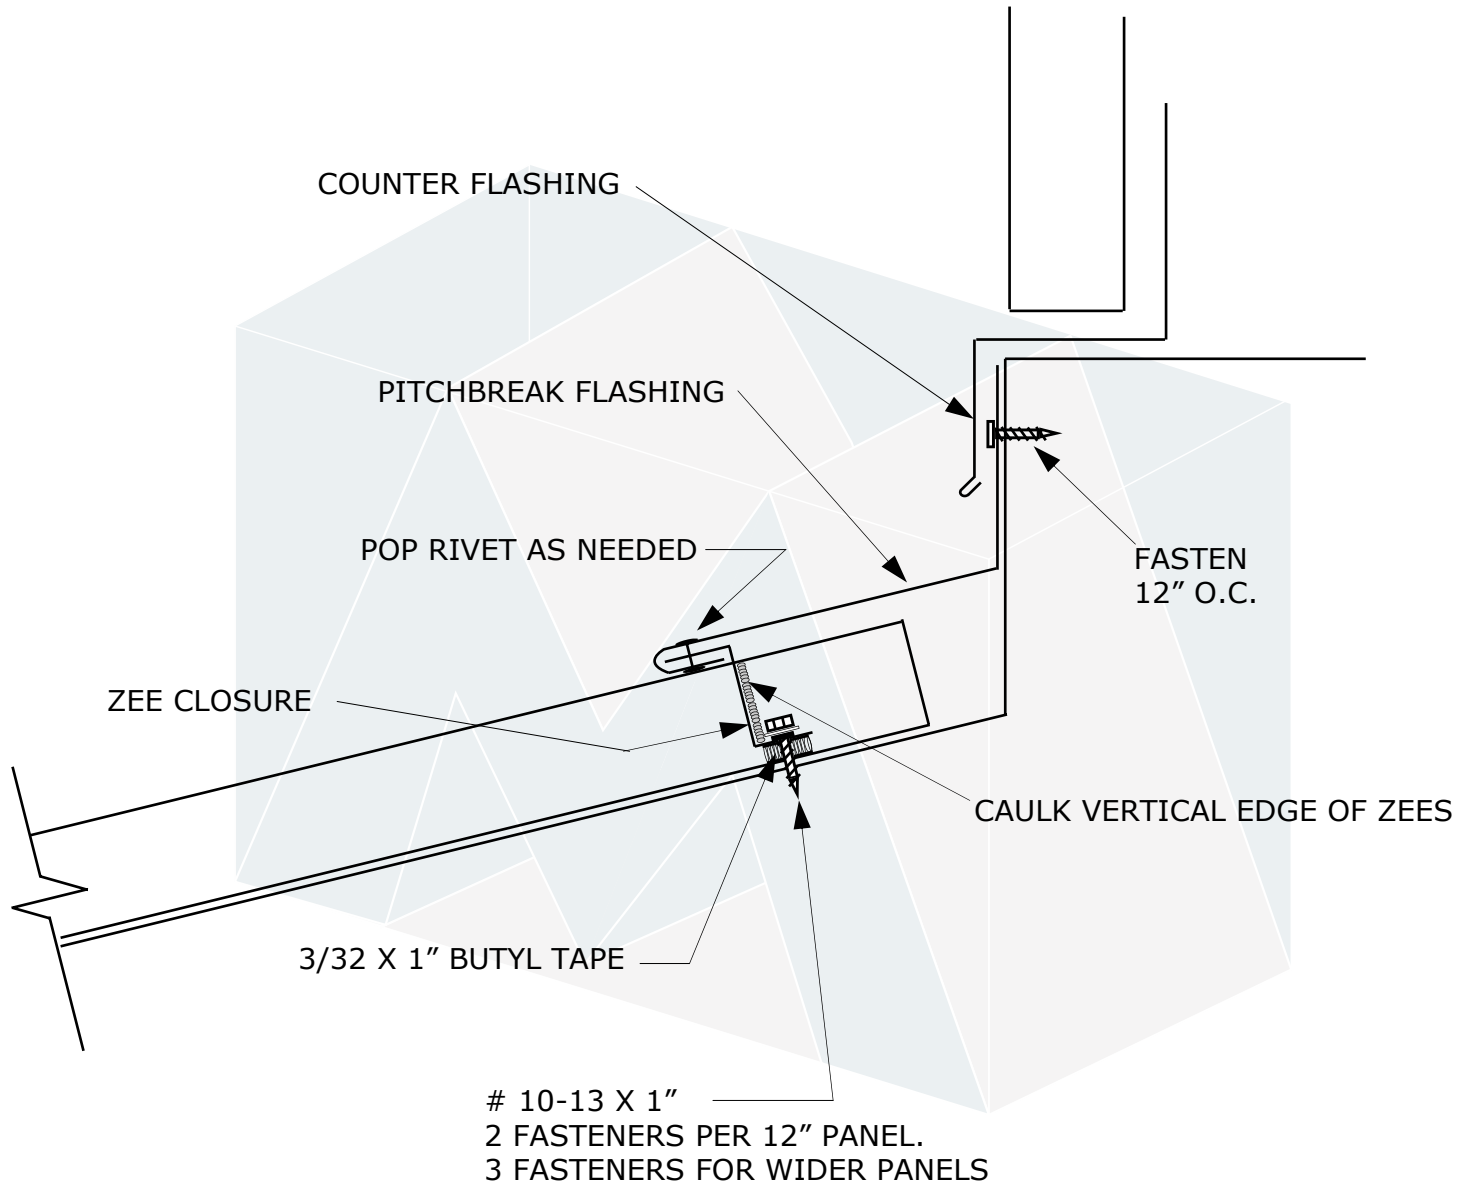 COUNTER FLASHING
PITCHBREAK FLASHING
POP RIVET AS NEEDED
FASTEN
12” O.C.
ZEE CLOSURE
CAULK VERTICAL EDGE OF ZEES
3/32 X 1” BUTYL TAPE
# 10-13 X 1”
2 FASTENERS PER 12” PANEL.
3 FASTENERS FOR WIDER PANELS